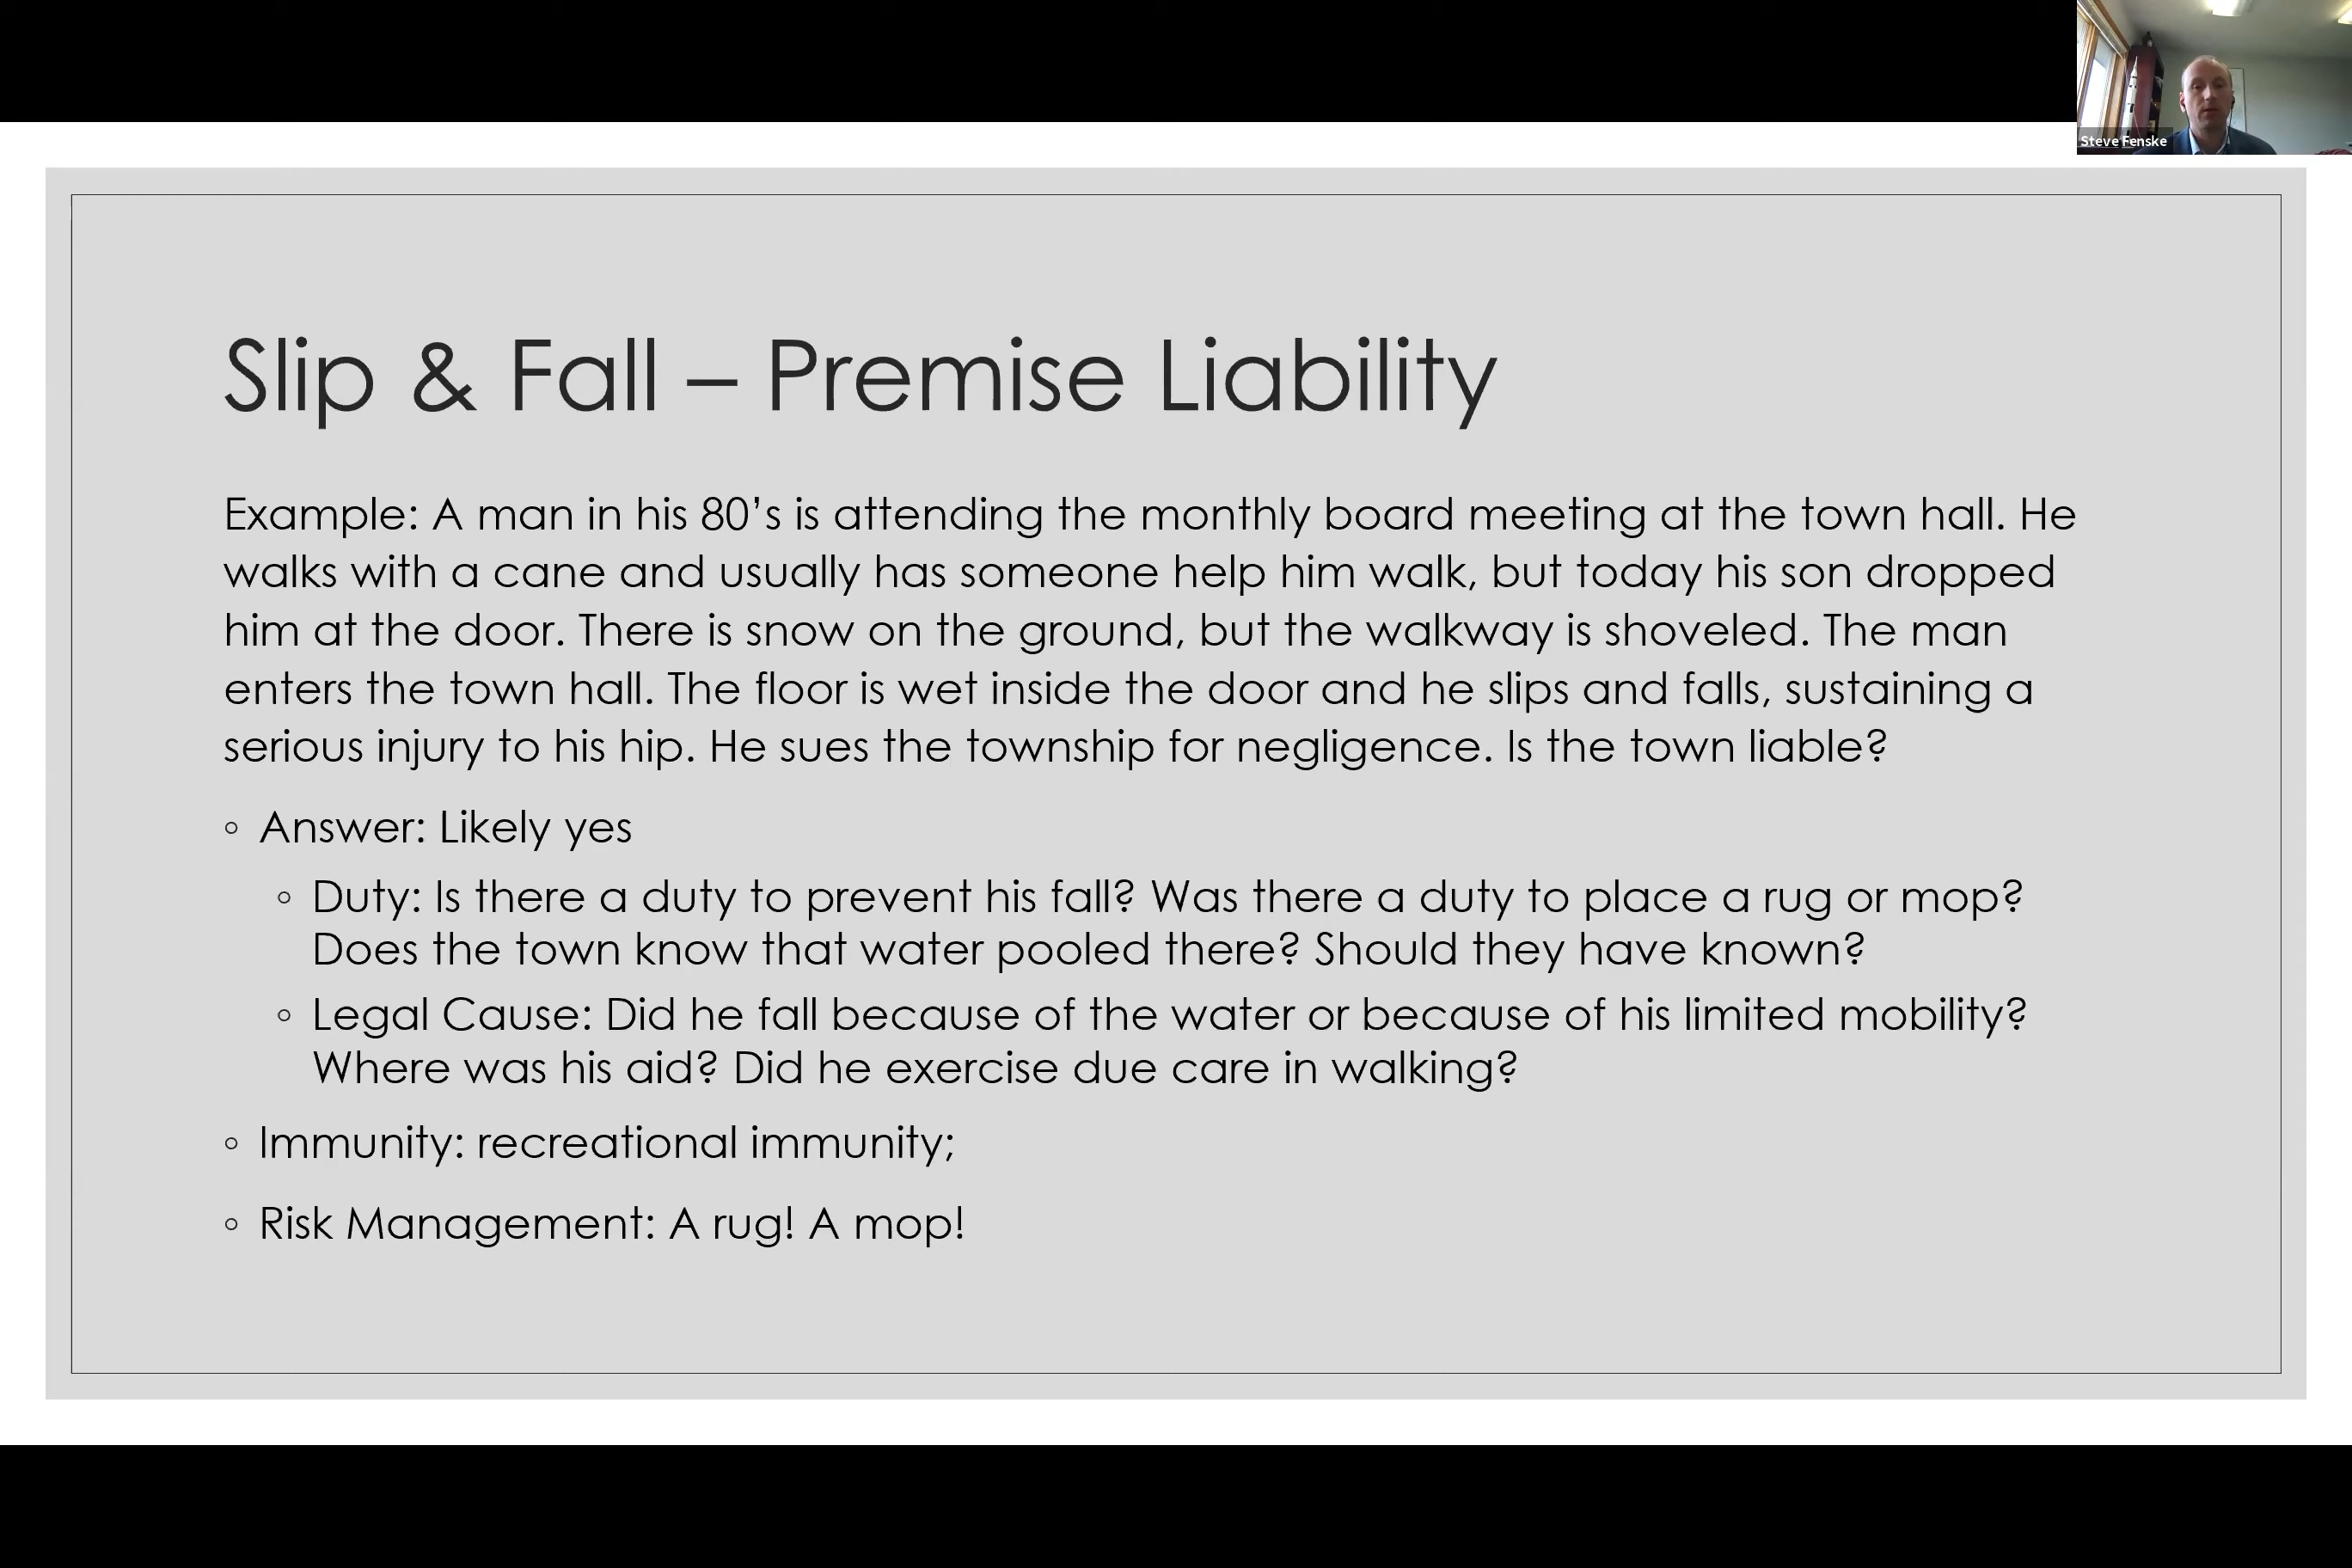 Steve Fenske
Slip & Fall – Premise Liability
Example: A man in his 80’s is attending the monthly board meeting at the town hall. He
walks with a cane and usually has someone help him walk, but today his son dropped
him at the door. There is snow on the ground, but the walkway is shoveled. The man
enters the town hall. The floor is wet inside the door and he slips and falls, sustaining a
serious injury to his hip. He sues the township for negligence. Is the town liable?
◦ Answer: Likely yes
◦ Duty: Is there a duty to prevent his fall? Was there a duty to place a rug or mop?
Does the town know that water pooled there? Should they have known?
◦ Legal Cause: Did he fall because of the water or because of his limited mobility?
Where was his aid? Did he exercise due care in walking?
◦ Immunity: recreational immunity;
◦ Risk Management: A rug! A mop!